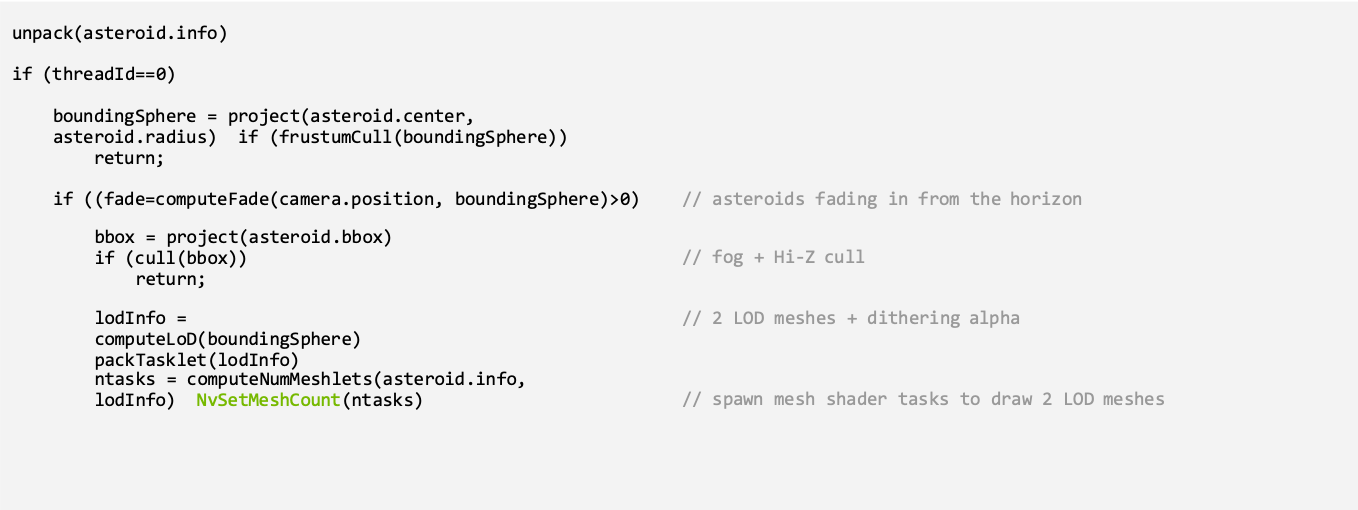 unpack(asteroid.info)
if (threadId==0)
boundingSphere = project(asteroid.center,
asteroid.radius)  if (frustumCull(boundingSphere))
return;
if ((fade=computeFade(camera.position, boundingSphere)>0)    // asteroids fading in from the horizon
bbox = project(asteroid.bbox)
if (cull(bbox))    // fog + Hi-Z cull
return;
lodInfo =    // 2 LOD meshes + dithering alpha
computeLoD(boundingSphere)
packTasklet(lodInfo)
ntasks = computeNumMeshlets(asteroid.info,
lodInfo)  NvSetMeshCount(ntasks)    // spawn mesh shader tasks to draw 2 LOD meshes